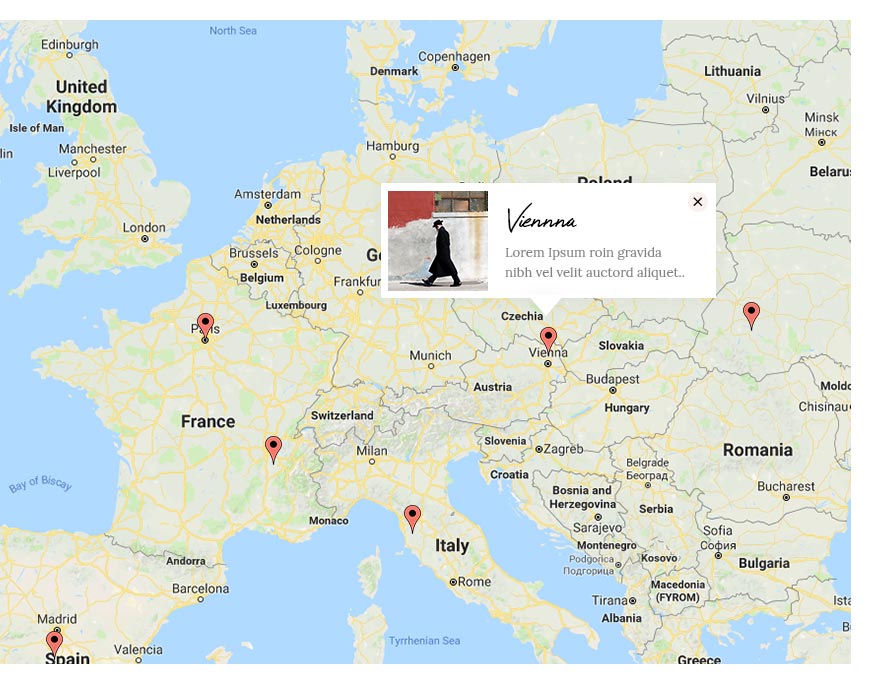 North Sea
Edinburgh
Copenhagen
Denmark
Lithuania
United
Kingdom
Vilnius
Isle of Man
Minsk
Мінск
Manchester
Hamburg
Liverpool
Belarus
Poland
Amsterdam
Netherlands
London
Viennna
Lorem Ipsum roin gravida
nibh vel velit auctord aliquet..
Brussels
Cologne
Belgium
Frankfur
Luxembourg
Czechia
Paris
Slovakia
Vienna
Munich
Budapest
Austria
Moldo
Hungary
Chisinau
Switzerland
France
Slovenia
Zagreb
Milan
Romania
Belgrade
Београд
Croatia
Bay of Biscay
Bosnia and
Herzegovina
Bucharest
Serbia
Monaco
Sarajevo
Sofia
София
Italy
Montenegro
Podgorica
Подгорица
Kosovo
Bulgaria
Andorra
Rome
Barcelona
Macedonia
(FYROM)
Tirana
Ista
Madrid
Albania
Tyrrhenian Sea
Valencia
Spain
Greece